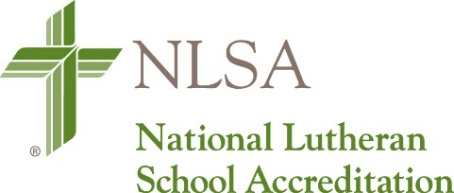 NLSA
®
National Lutheran
School Accreditation